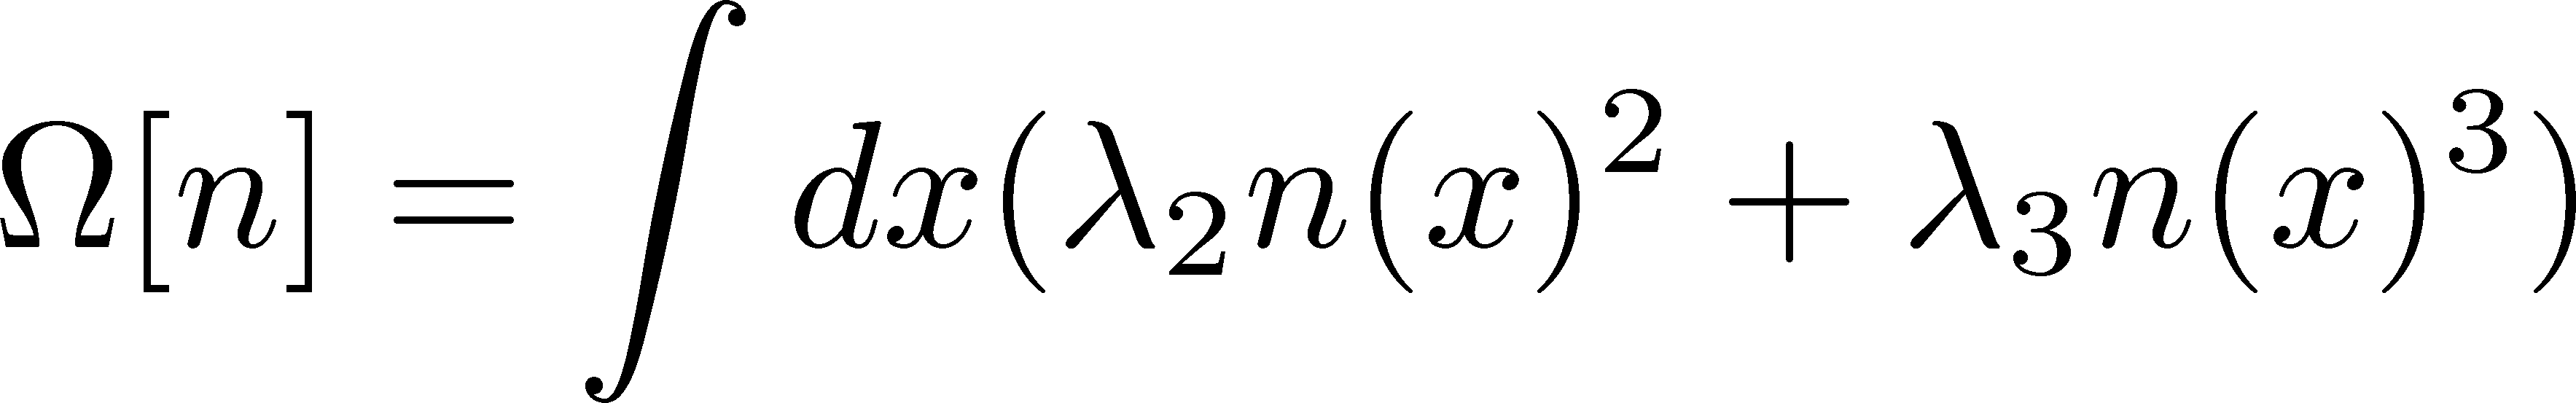 Ω[n] = ∫ dx(λ₂n(x)² + λ₃n(x)³)